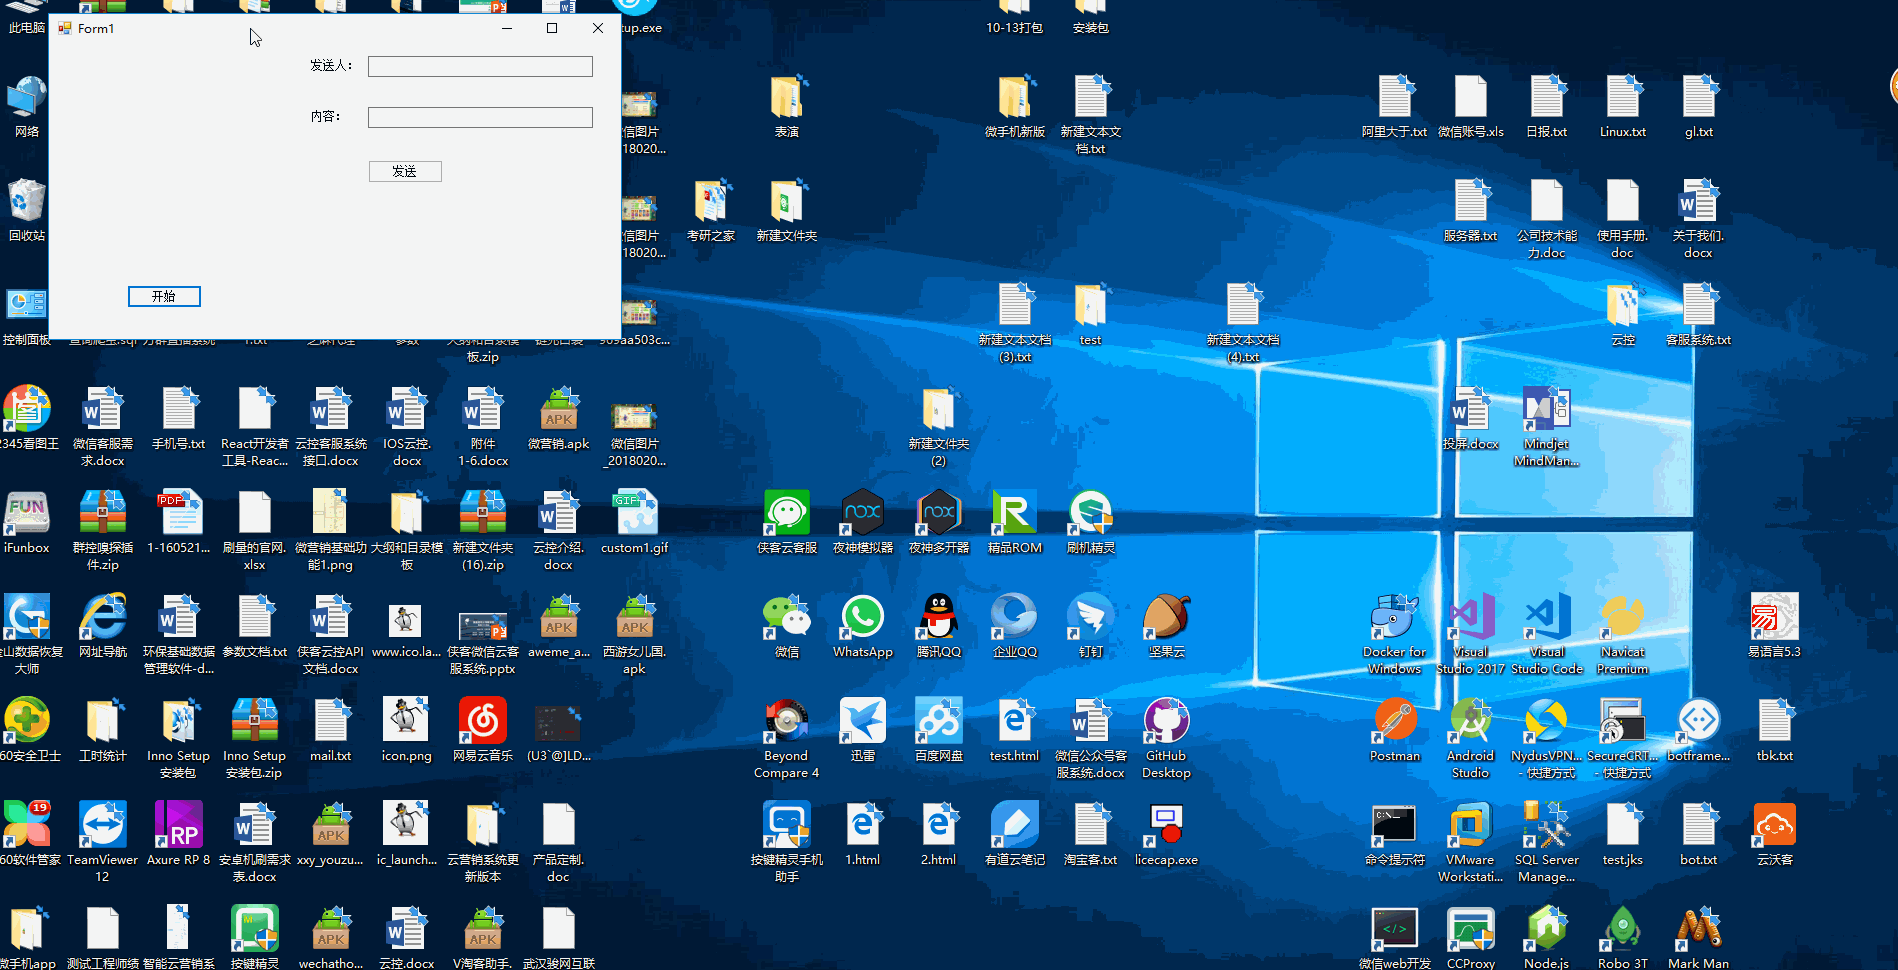 此电脑
Form1
tup.exe
10-13打包
安装包
发送人：
内容：
发送
开始
网络
信图片
18020...
表演
微手机新版
新建文本文
档.txt
阿里大于.txt
微信账号.xls
日报.txt
Linux.txt
gl.txt
回收站
信图片
18020...
考研之家
新建文件夹
服务器.txt
公司技术能
力.doc
使用手册.
doc
关于我们.
docx
控制面板
1.txt
板.zip
909aa503c...
新建文本文档
(3).txt
test
新建文本文档
(4).txt
云控
客服系统.txt
2345看图王
微信客服需
求.docx
手机号.txt
React开发者
工具-Reac...
云控客服系统
接口.docx
IOS云控.
docx
附件
1-6.docx
微营销.apk
微信图片
_2018020...
新建文件夹
(2)
投屏.docx
Mindjet
MindMan...
iFunbox
群控嗅探插
件.zip
1-160521...
刷量的官网.
xlsx
微营销基础功
能1.png
大纲和目录模
板
新建文件夹
(16).zip
云控介绍.
docx
custom1.gif
侠客云客服
夜神模拟器
夜神多开器
精品ROM
刷机精灵
金山数据恢复
大师
网址导航
环保基础数据
管理软件-d...
参数文档.txt
侠客云控API
文档.docx
www.ico.la...
侠客微信云客
服系统.pptx
aweme_a...
西游女儿国.
apk
微信
WhatsApp
腾讯QQ
企业QQ
钉钉
坚果云
Docker for
Windows
Visual
Studio 2017
Visual
Studio Code
Navicat
Premium
易语言5.3
60安全卫士
工时统计
Inno Setup
安装包
Inno Setup
安装包.zip
mail.txt
icon.png
网易云音乐
(U3`@]LD...
Beyond
Compare 4
迅雷
百度网盘
test.html
微信公众号客
服系统.docx
GitHub
Desktop
Postman
Android
Studio
NydusVPN...
- 快捷方式
SecureCRT...
- 快捷方式
botframe...
tbk.txt
19
60软件管家
TeamViewer
12
Axure RP 8
安卓机刷需求
表.docx
xxy_youzu...
ic_launch...
云营销系统更
新版本
产品定制.
doc
按键精灵手机
助手
1.html
2.html
有道云笔记
淘宝客.txt
licecap.exe
命令提示符
VMware
Workstati...
SQL Server
Manage...
test.jks
bot.txt
云沃客
微手机app
测试工程师绩
智能云营销系
按键精灵
wechatho...
云控.docx
V淘客助手.
武汉骏网互联
微信web开发
CCProxy
Node.js
Robo 3T
Mark Man